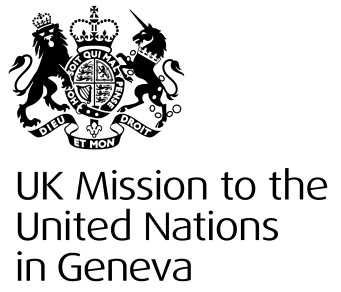 HONI SOIT QUI MAL Y PENSE
DIEU ET MON DROIT
UK Mission to the
United Nations
in Geneva